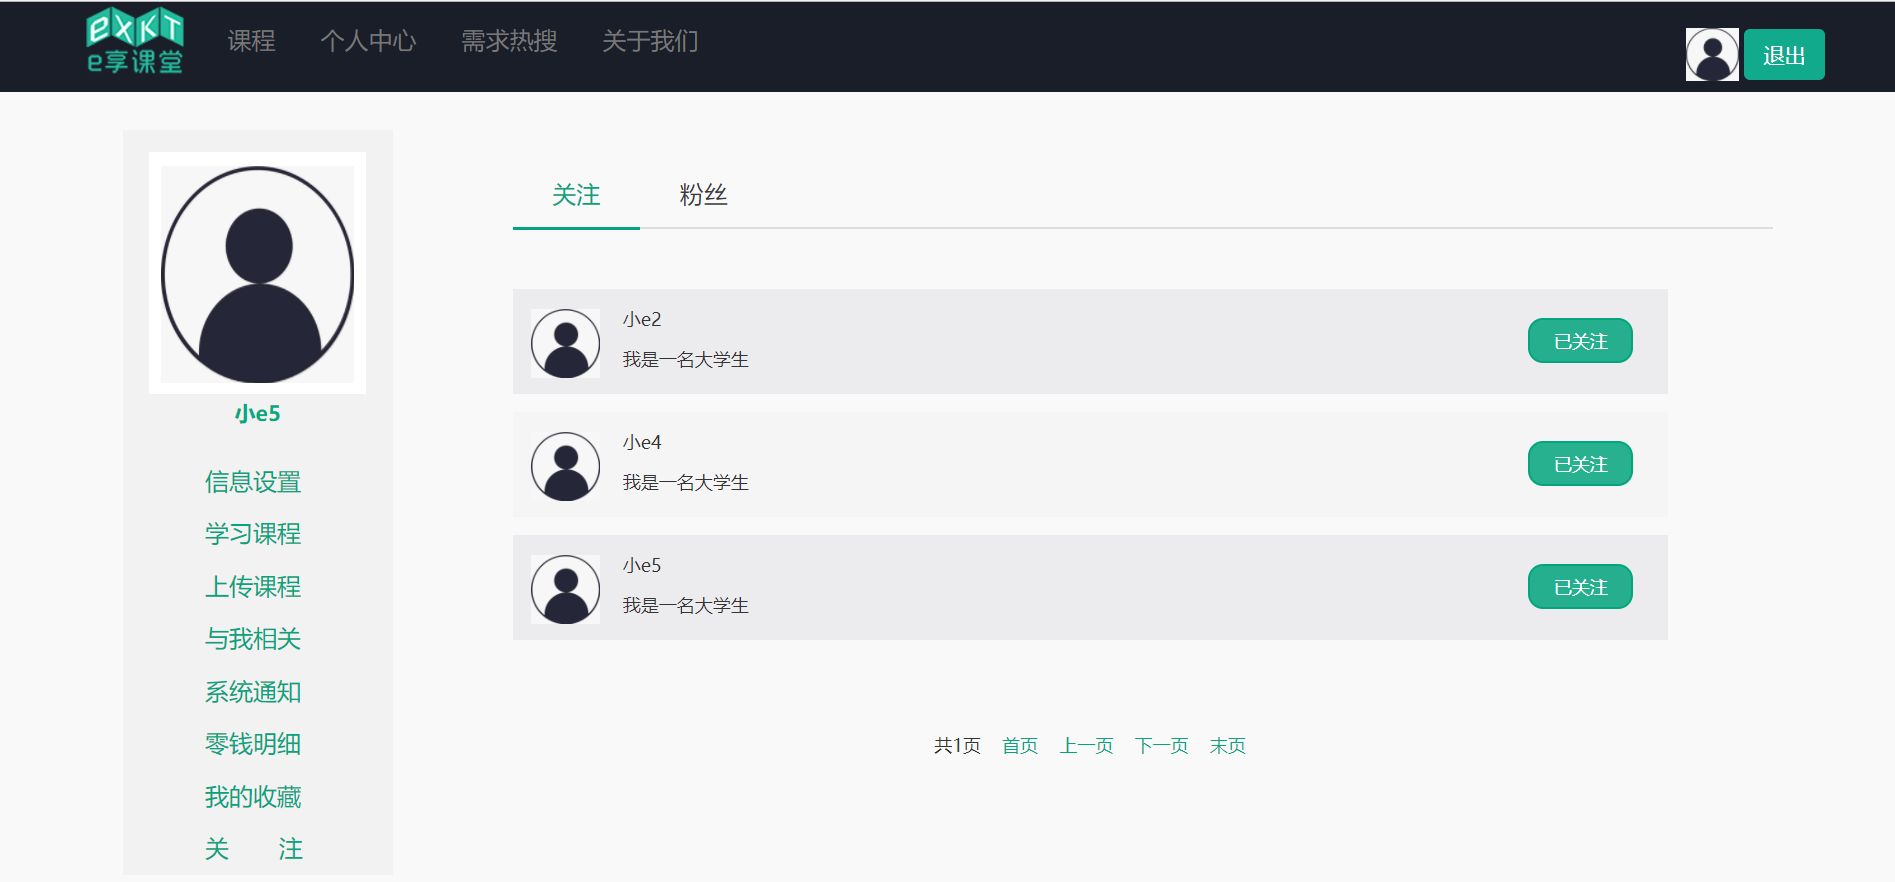 eXKT
e享课堂
课程 个人中心 需求热搜 关于我们
退出
小e5
信息设置
学习课程
上传课程
与我相关
系统通知
零钱明细
我的收藏
关 注
关注 粉丝
小e2
我是一名大学生
已关注
小e4
我是一名大学生
已关注
小e5
我是一名大学生
已关注
共1页 首页 上一页 下一页 末页